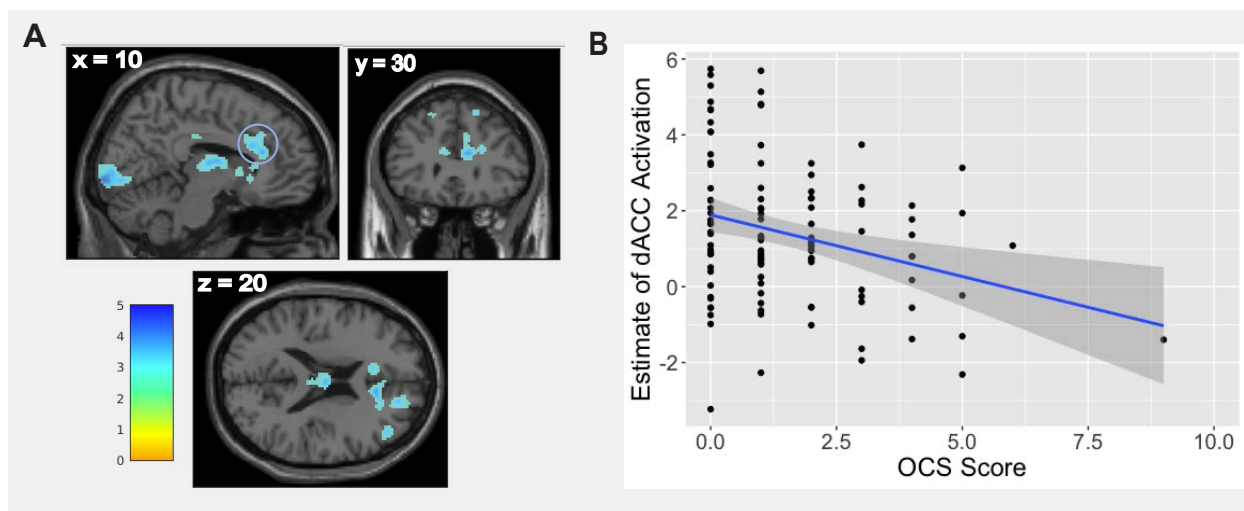 A
x = 10
y = 30
z = 20
5
4
3
2
1
0
B
Estimate of dACC Activation
6
4
2
0
-2
0.0 2.5 5.0 7.5 10.0
OCS Score